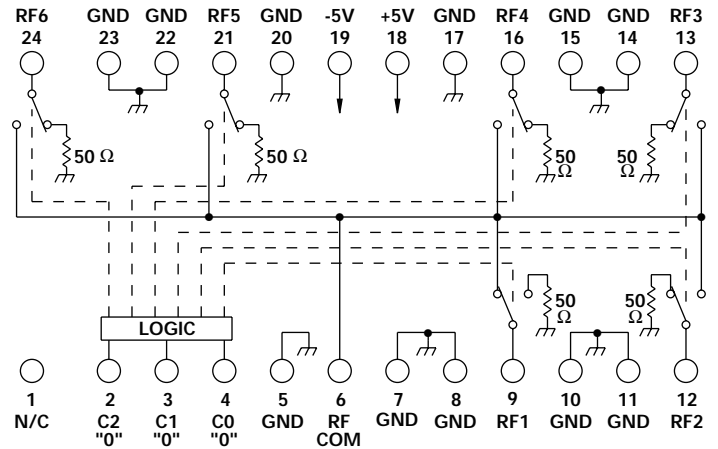 RF6 GND GND RF5 GND -5V +5V GND RF4 GND GND RF3
24 23 22 21 20 19 18 17 16 15 14 13
50 Ω 50 Ω 50 Ω 50 Ω
50 Ω 50 Ω
LOGIC
1 2 3 4 5 6 7 8 9 10 11 12
N/C C2 C1 C0 GND RF GND GND RF1 GND GND RF2
"0" "0" "0" COM